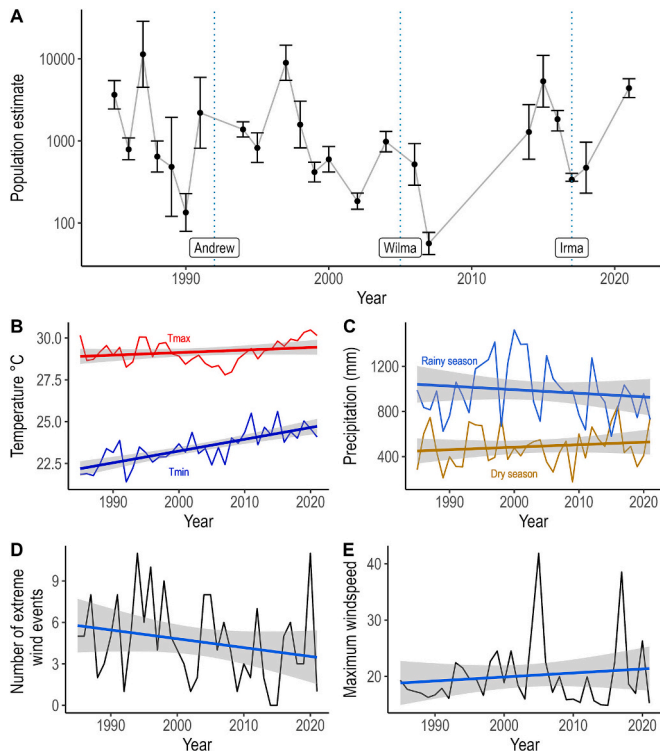 A
Population estimate
10000
1000
100
Andrew
Wilma
Irma
1990
2000
2010
2020
Year
B
Temperature °C
30.0
27.5
25.0
22.5
Tmax
Tmin
1990
2000
2010
2020
Year
C
Precipitation (mm)
1200
800
400
Rainy season
Dry season
1990
2000
2010
2020
Year
D
Number of extreme
wind events
9
6
3
0
1990
2000
2010
2020
Year
E
Maximum windspeed
40
30
20
1990
2000
2010
2020
Year